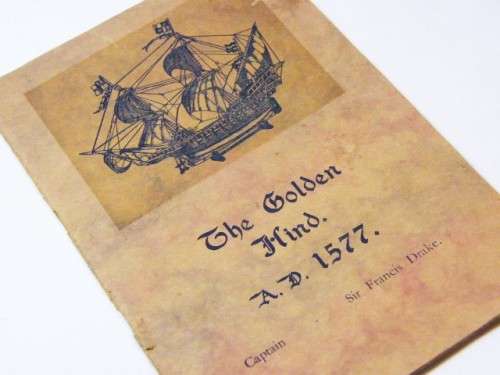 The Golden
Hind.
A. D. 1577.
Captain Sir Francis Drake.